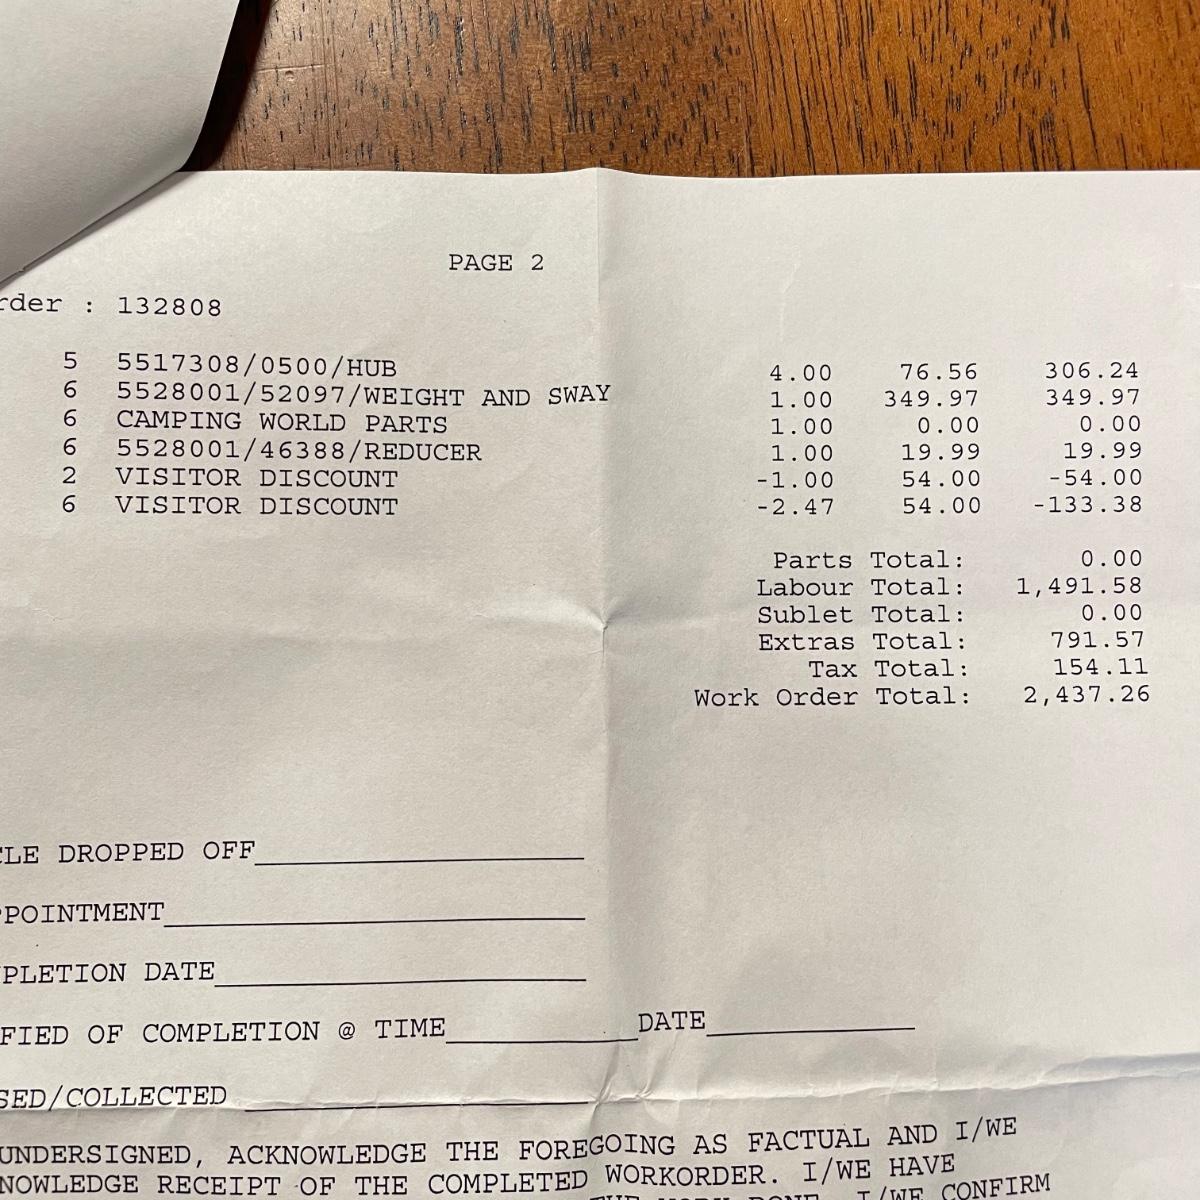 PAGE 2
rder : 132808
5 5517308/0500/HUB 4.00 76.56 306.24
6 5528001/52097/WEIGHT AND SWAY 1.00 349.97 349.97
6 CAMPING WORLD PARTS 1.00 0.00 0.00
6 5528001/46388/REDUCER 1.00 19.99 19.99
2 VISITOR DISCOUNT -1.00 54.00 -54.00
6 VISITOR DISCOUNT -2.47 54.00 -133.38
Parts Total: 0.00
Labour Total: 1,491.58
Sublet Total: 0.00
Extras Total: 791.57
Tax Total: 154.11
Work Order Total: 2,437.26
CLE DROPPED OFF
PPOINTMENT
PLETION DATE
FIED OF COMPLETION @ TIME DATE
SED/COLLECTED
UNDERSIGNED, ACKNOWLEDGE THE FOREGOING AS FACTUAL AND I/WE
NOWLEDGE RECEIPT OF THE COMPLETED WORKORDER. I/WE HAVE
THE WORK DONE. I/WE CONFIRM